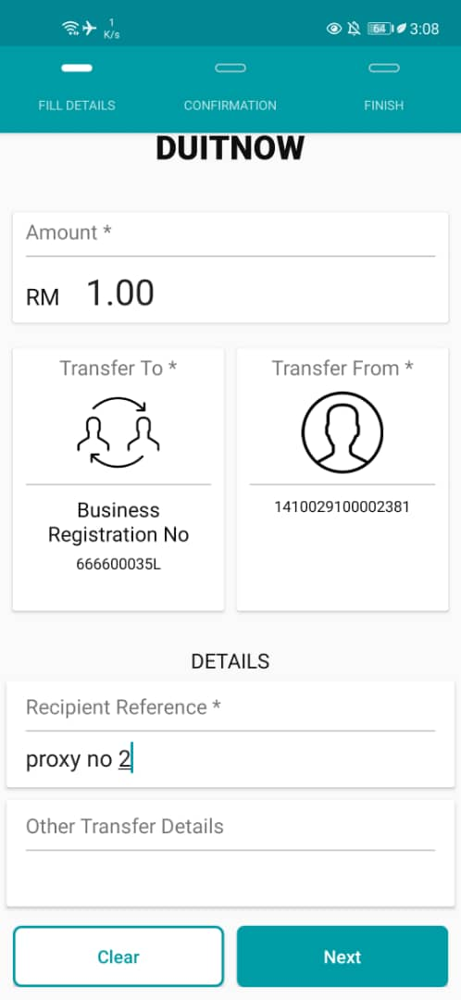 1
K/s
64
3:08
FILL DETAILS
CONFIRMATION
FINISH
DUITNOW
Amount *
RM 1.00
Transfer To *
Business
Registration No
666600035L
Transfer From *
1410029100002381
DETAILS
Recipient Reference *
proxy no 2
Other Transfer Details
Clear
Next